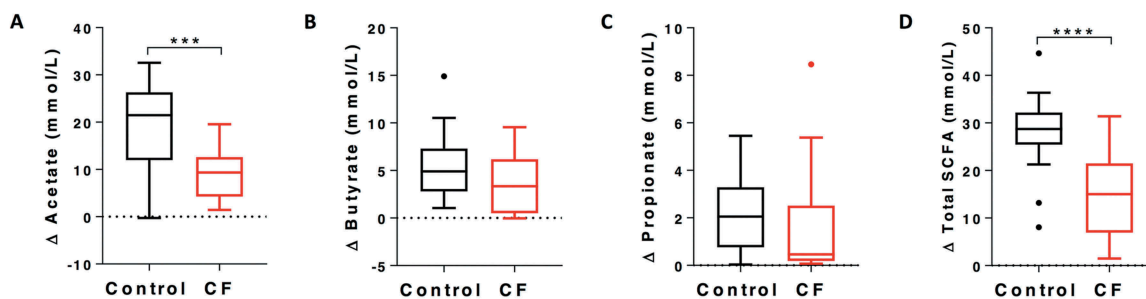 A
Δ Acetate (mmol/L)
40
30
20
10
0
-10
***
Control CF
B
Δ Butyrate (mmol/L)
20
15
10
5
0
-5
Control CF
C
Δ Propionate (mmol/L)
10
8
6
4
2
0
Control CF
D
Δ Total SCFA (mmol/L)
50
40
30
20
10
0
****
Control CF